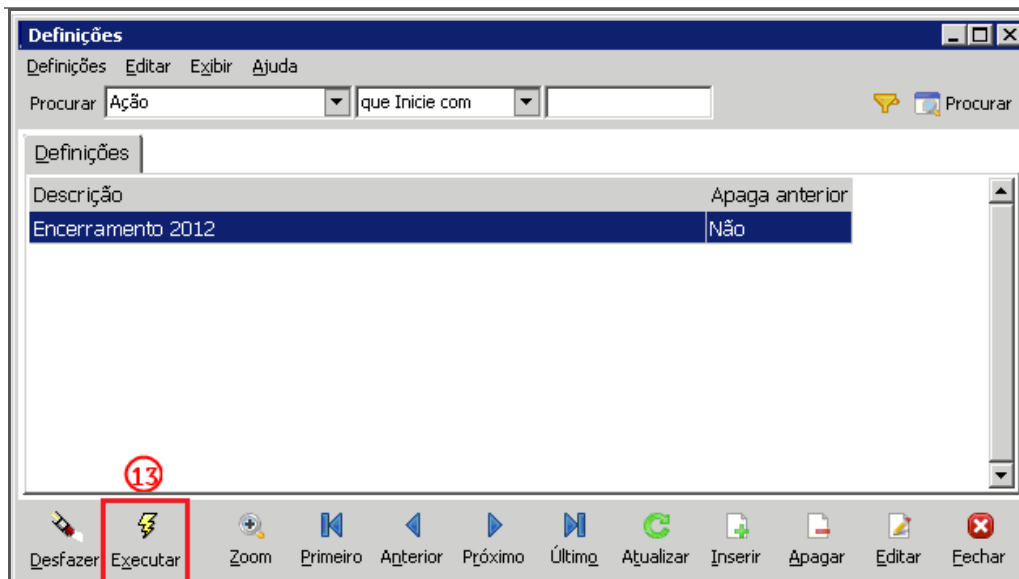 Definições
Definições Editar Exibir Ajuda
Procurar Ação que Inicie com Procurar
Definições
Descrição Apaga anterior
Encerramento 2012 Não
13
Desfazer Executar Zoom Primeiro Anterior Próximo Último Atualizar Inserir Apagar Editar Fechar